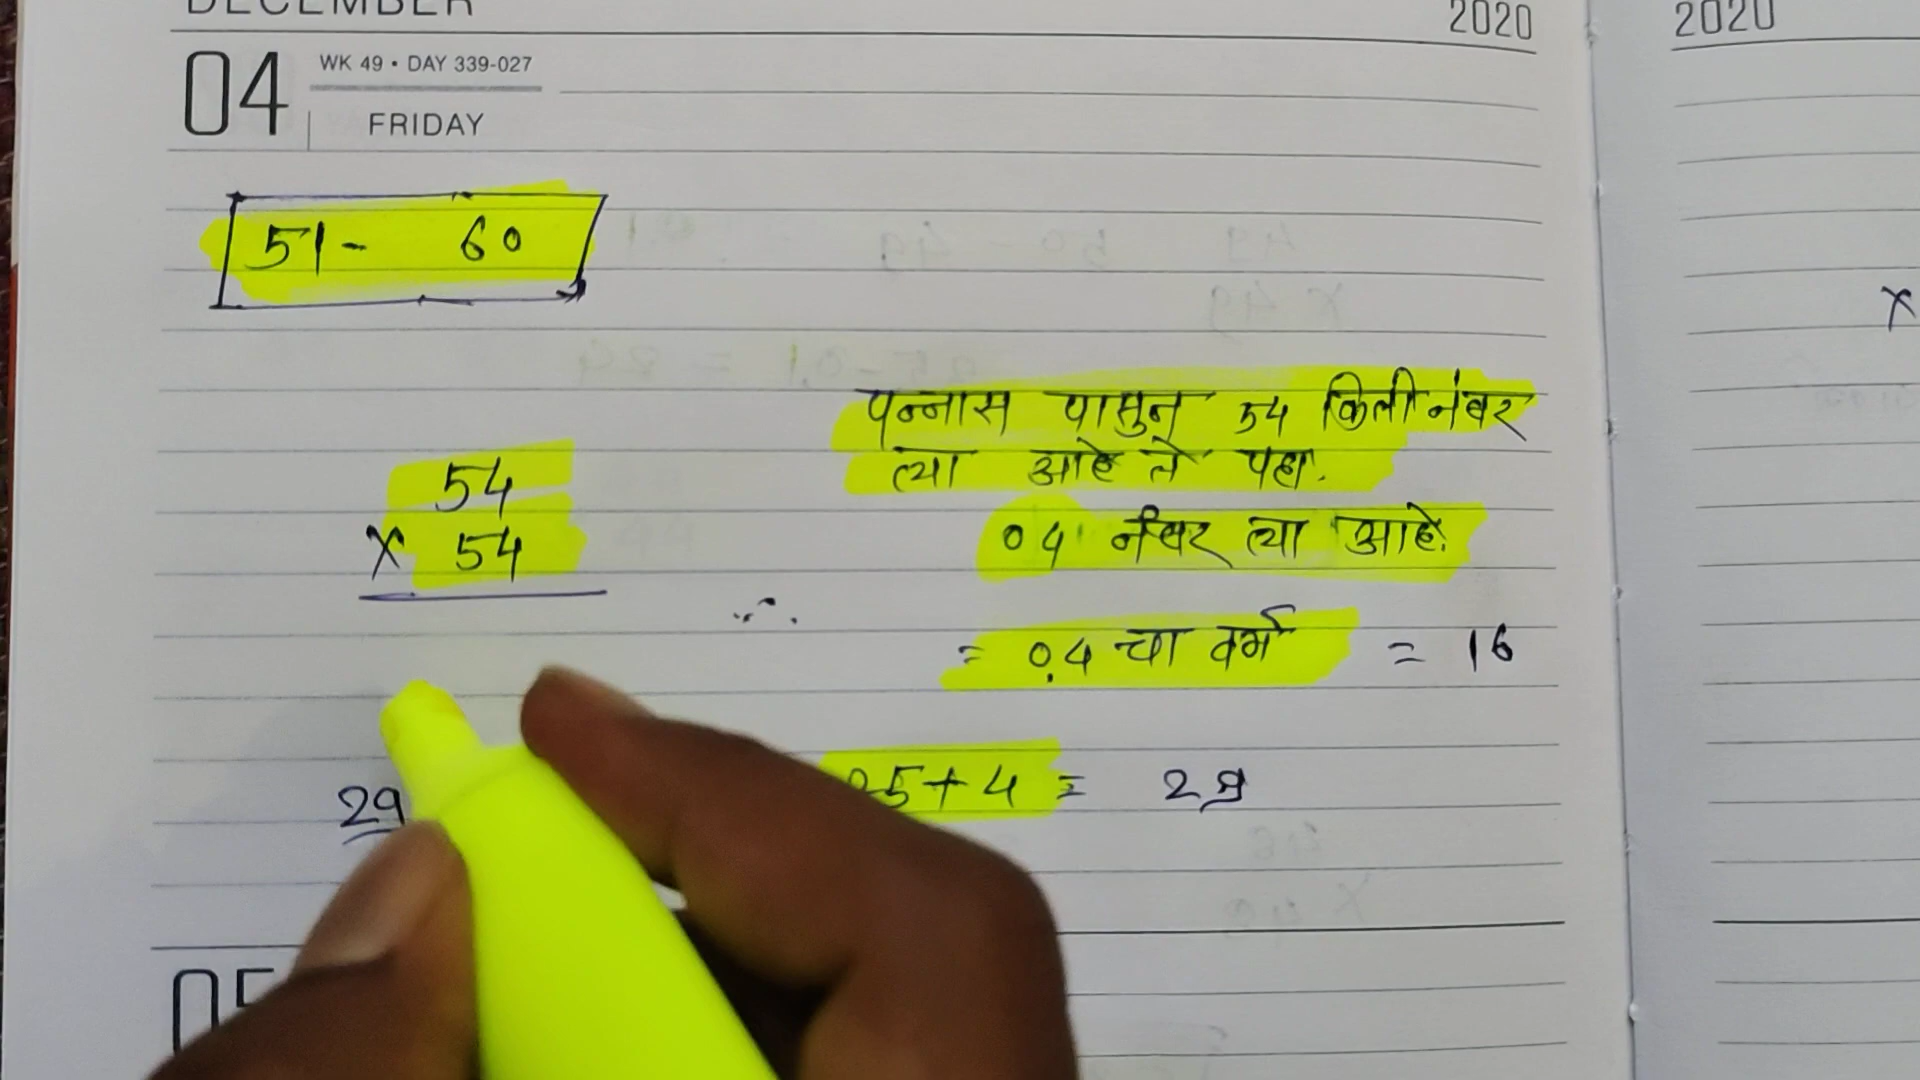 DECEMBER 2020
2020
04
WK 49 • DAY 339-027
FRIDAY
51- 60
पन्नास पासुन 54 कितीनंबर
त्या आहे ते पहा.
54
04 नंबर त्या आहे.
x 54
x
= 04 चा वर्ग = 16
29
25+4 = 29
05